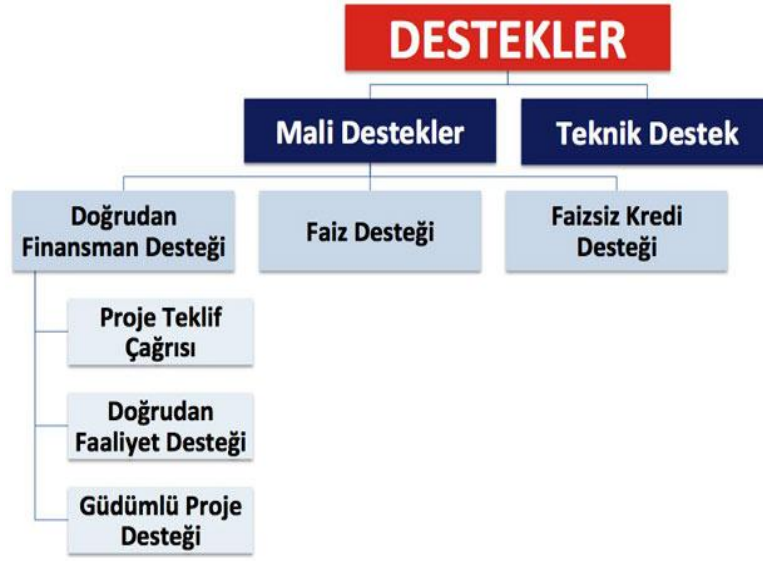 DESTEKLER
Mali Destekler
Teknik Destek
Doğrudan
Finansman Desteği
Faiz Desteği
Faizsiz Kredi
Desteği
Proje Teklif
Çağrısı
Doğrudan
Faaliyet Desteği
Güdümlü Proje
Desteği